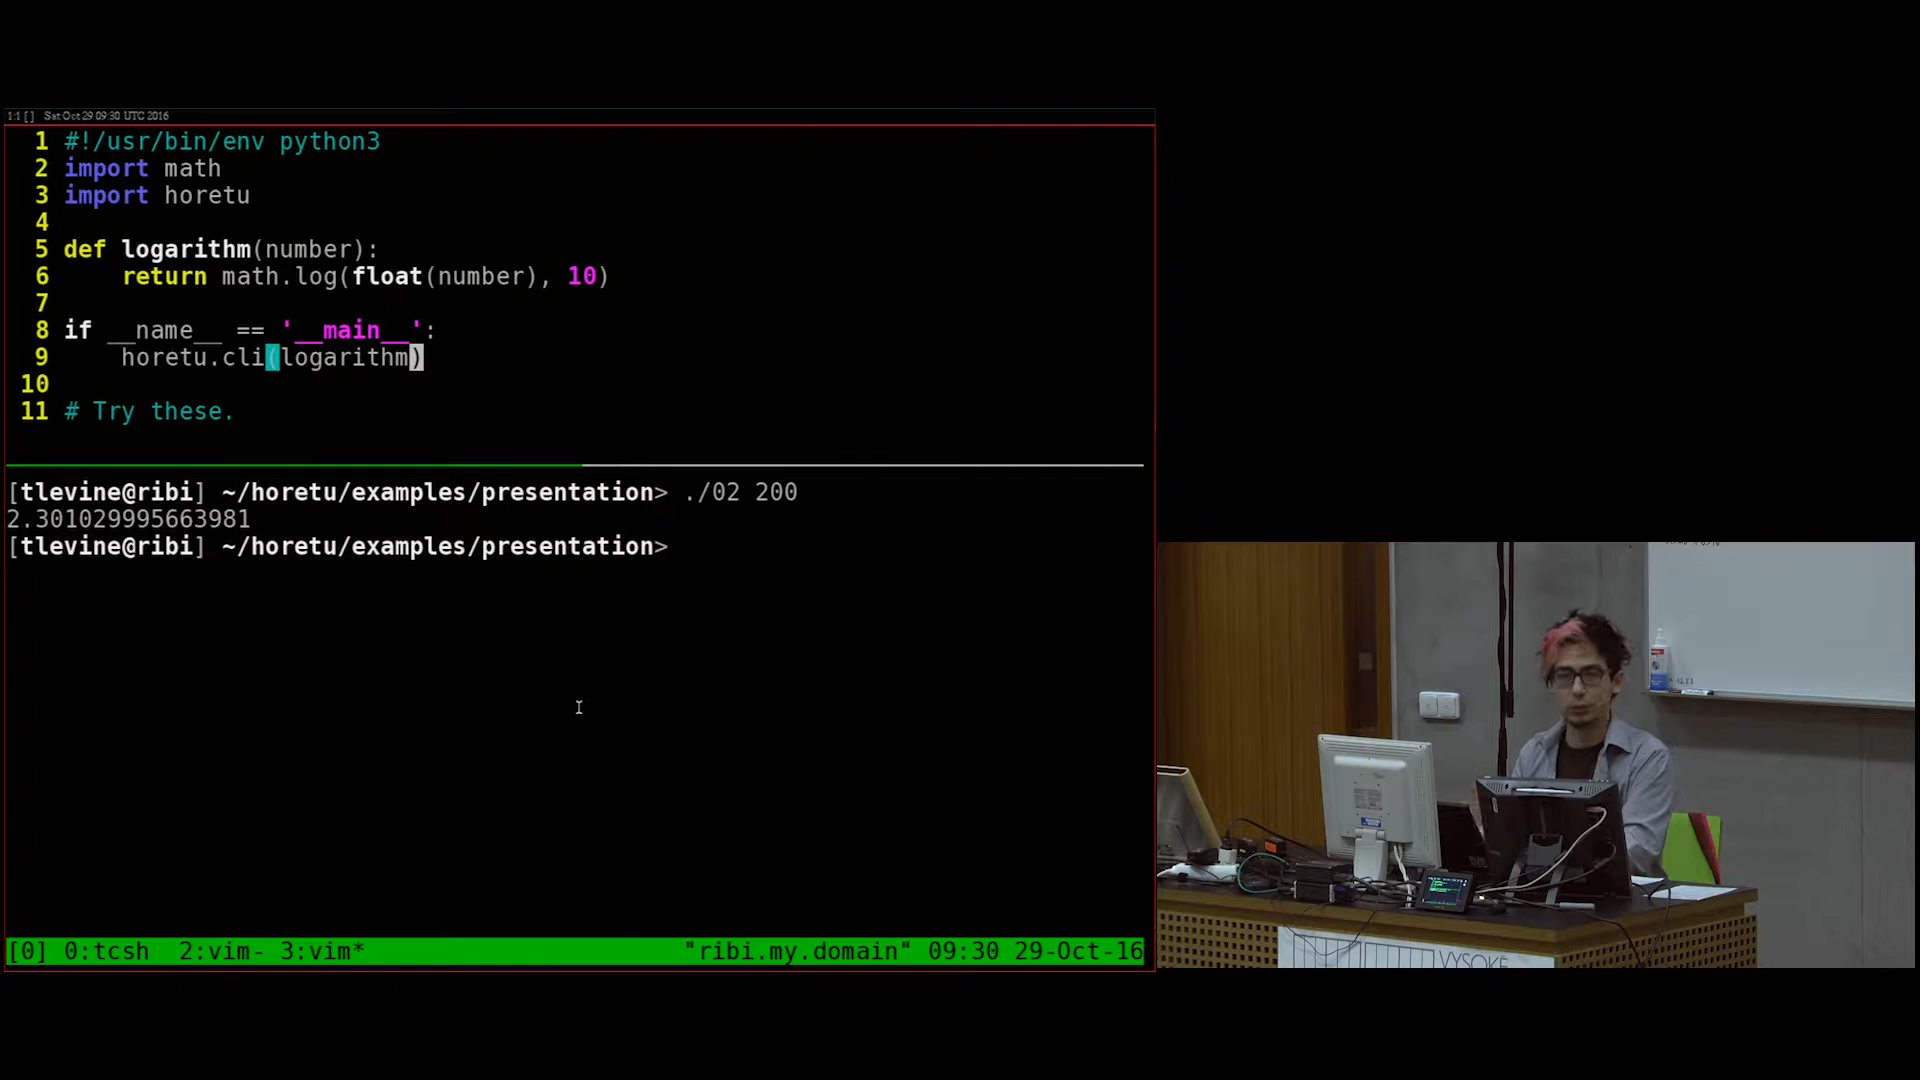 1:1 [ ] Sat Oct 29 09:30 UTC 2016
1 #!/usr/bin/env python3
2 import math
3 import horetu
4
5 def logarithm(number):
6     return math.log(float(number), 10)
7
8 if __name__ == '__main__':
9     horetu.cli(logarithm)
10
11 # Try these.
[tlevine@ribi] ~/horetu/examples/presentation> ./02 200
2.301029995663981
[tlevine@ribi] ~/horetu/examples/presentation>
[0] 0:tcsh  2:vim- 3:vim* "ribi.my.domain" 09:30 29-Oct-16
VYSOKÉ